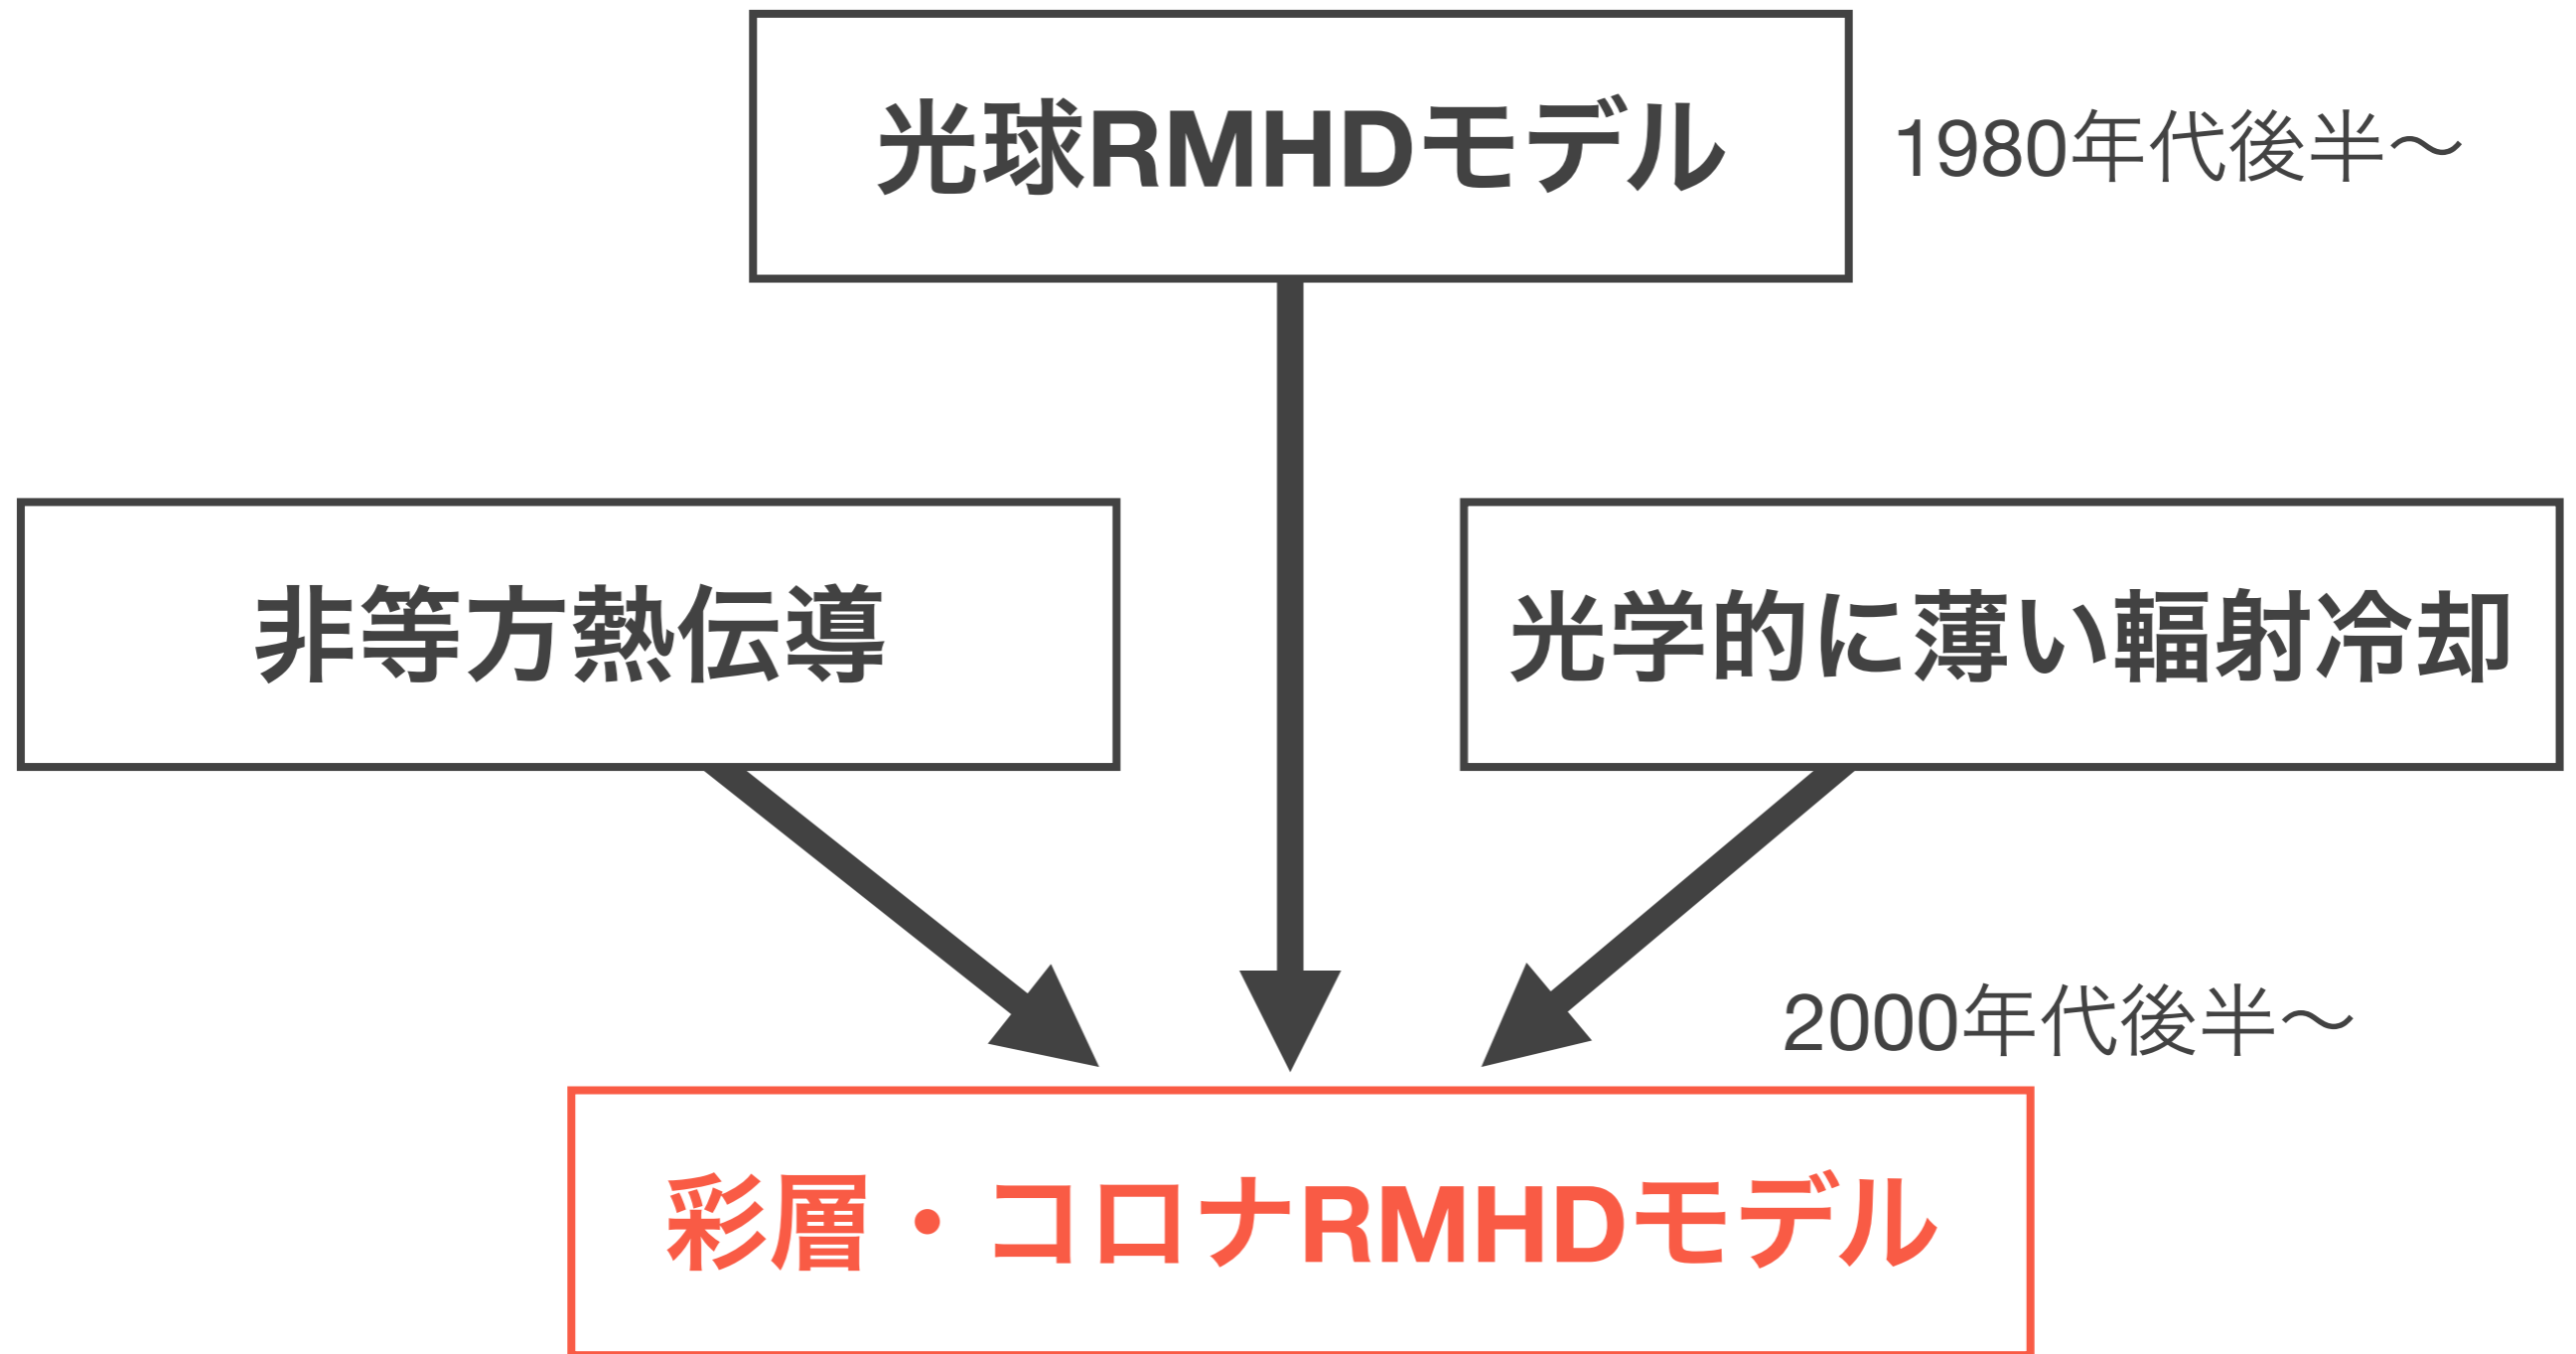 光球RMHDモデル
1980年代後半〜
非等方熱伝導
光学的に薄い輻射冷却
2000年代後半〜
彩層・コロナRMHDモデル